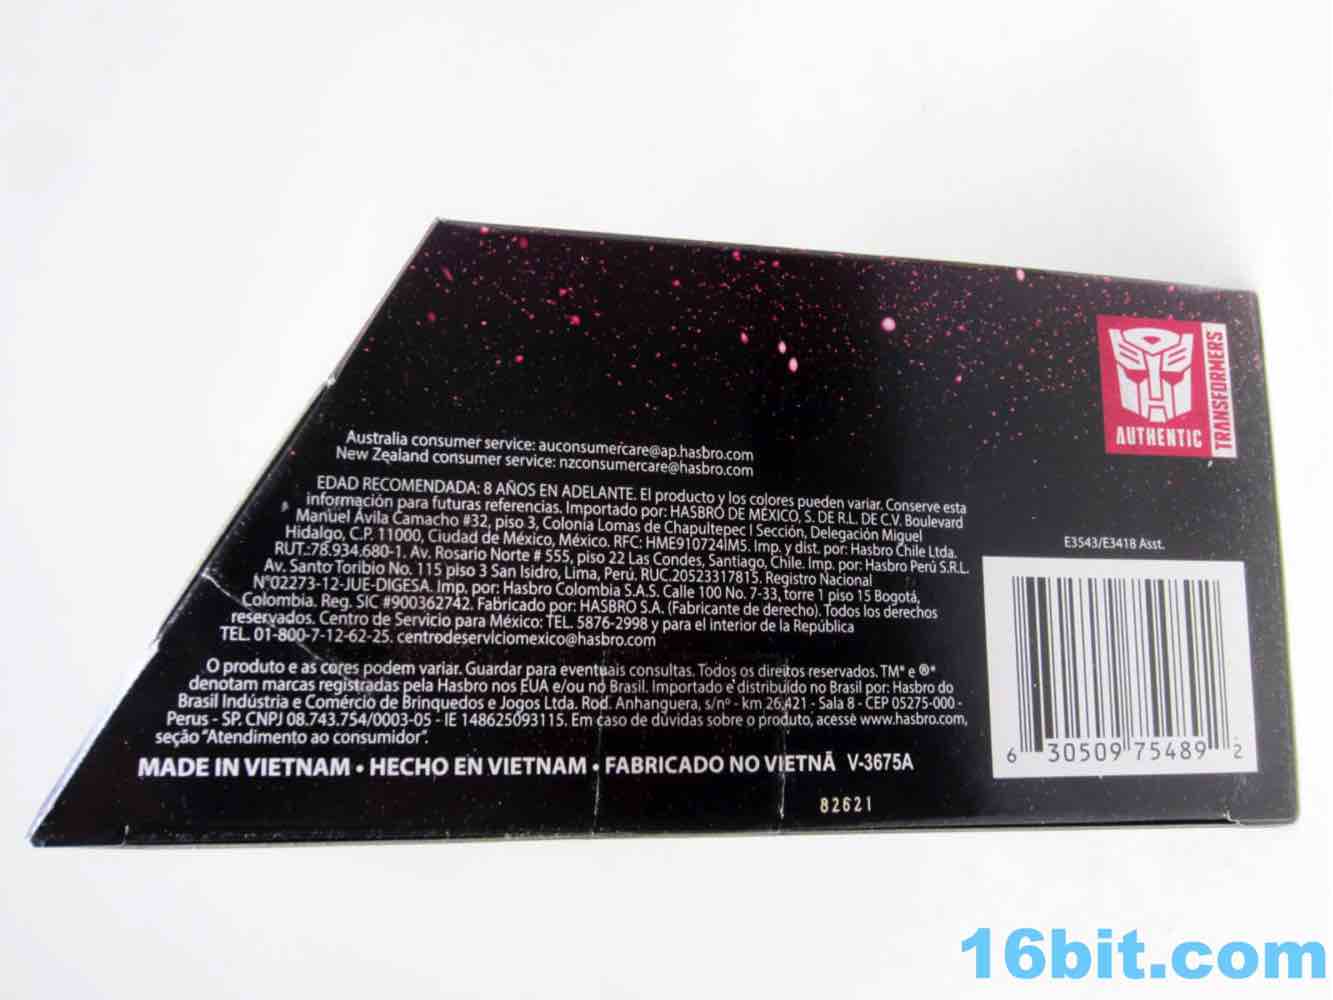 AUTHENTIC
TRANSFORMERS
Australia consumer service: auconsumercare@ap.hasbro.com
New Zealand consumer service: nzconsumercare@hasbro.com
EDAD RECOMENDADA: 8 AÑOS EN ADELANTE. El producto y los colores pueden variar. Conserve esta
información para futuras referencias. Importado por: HASBRO DE MÉXICO, S. DE R.L. DE C.V. Boulevard
Manuel Ávila Camacho #32, piso 3, Colonia Lomas de Chapultepec I Sección, Delegación Miguel
Hidalgo, C.P. 11000, Ciudad de México, México. RFC: HME910724IM5. Imp. y dist. por: Hasbro Chile Ltda.
RUT.:78.934.680-1. Av. Rosario Norte # 555, piso 22 Las Condes, Santiago, Chile. Imp. por: Hasbro Perú S.R.L.
Av. Santo Toribio No. 115 piso 3 San Isidro, Lima, Perú. RUC.20523317815. Registro Nacional
N°02273-12-JUE-DIGESA. Imp. por: Hasbro Colombia S.A.S. Calle 100 No. 7-33, torre 1 piso 15 Bogotá,
Colombia. Reg. SIC #900362742. Fabricado por: HASBRO S.A. (Fabricante de derecho). Todos los derechos
reservados. Centro de Servicio para México: TEL. 5876-2998 y para el interior de la República
TEL. 01-800-7-12-62-25. centrodeserviciomexico@hasbro.com
O produto e as cores podem variar. Guardar para eventuais consultas. Todos os direitos reservados. TM* e ®*
denotam marcas registradas pela Hasbro nos EUA e/ou no Brasil. Importado e distribuído no Brasil por: Hasbro do
Brasil Indústria e Comércio de Brinquedos e Jogos Ltda. Rod. Anhanguera, s/nº - km 26,421 - Sala 8 - CEP 05275-000 -
Perus - SP. CNPJ 08.743.754/0003-05 - IE 148625093115. Em caso de dúvidas sobre o produto, acesse www.hasbro.com,
seção "Atendimento ao consumidor".
MADE IN VIETNAM • HECHO EN VIETNAM • FABRICADO NO VIETNÃ V-3675A
82621
E3543/E3418 Asst.
6 30509 75489 2
16bit.com